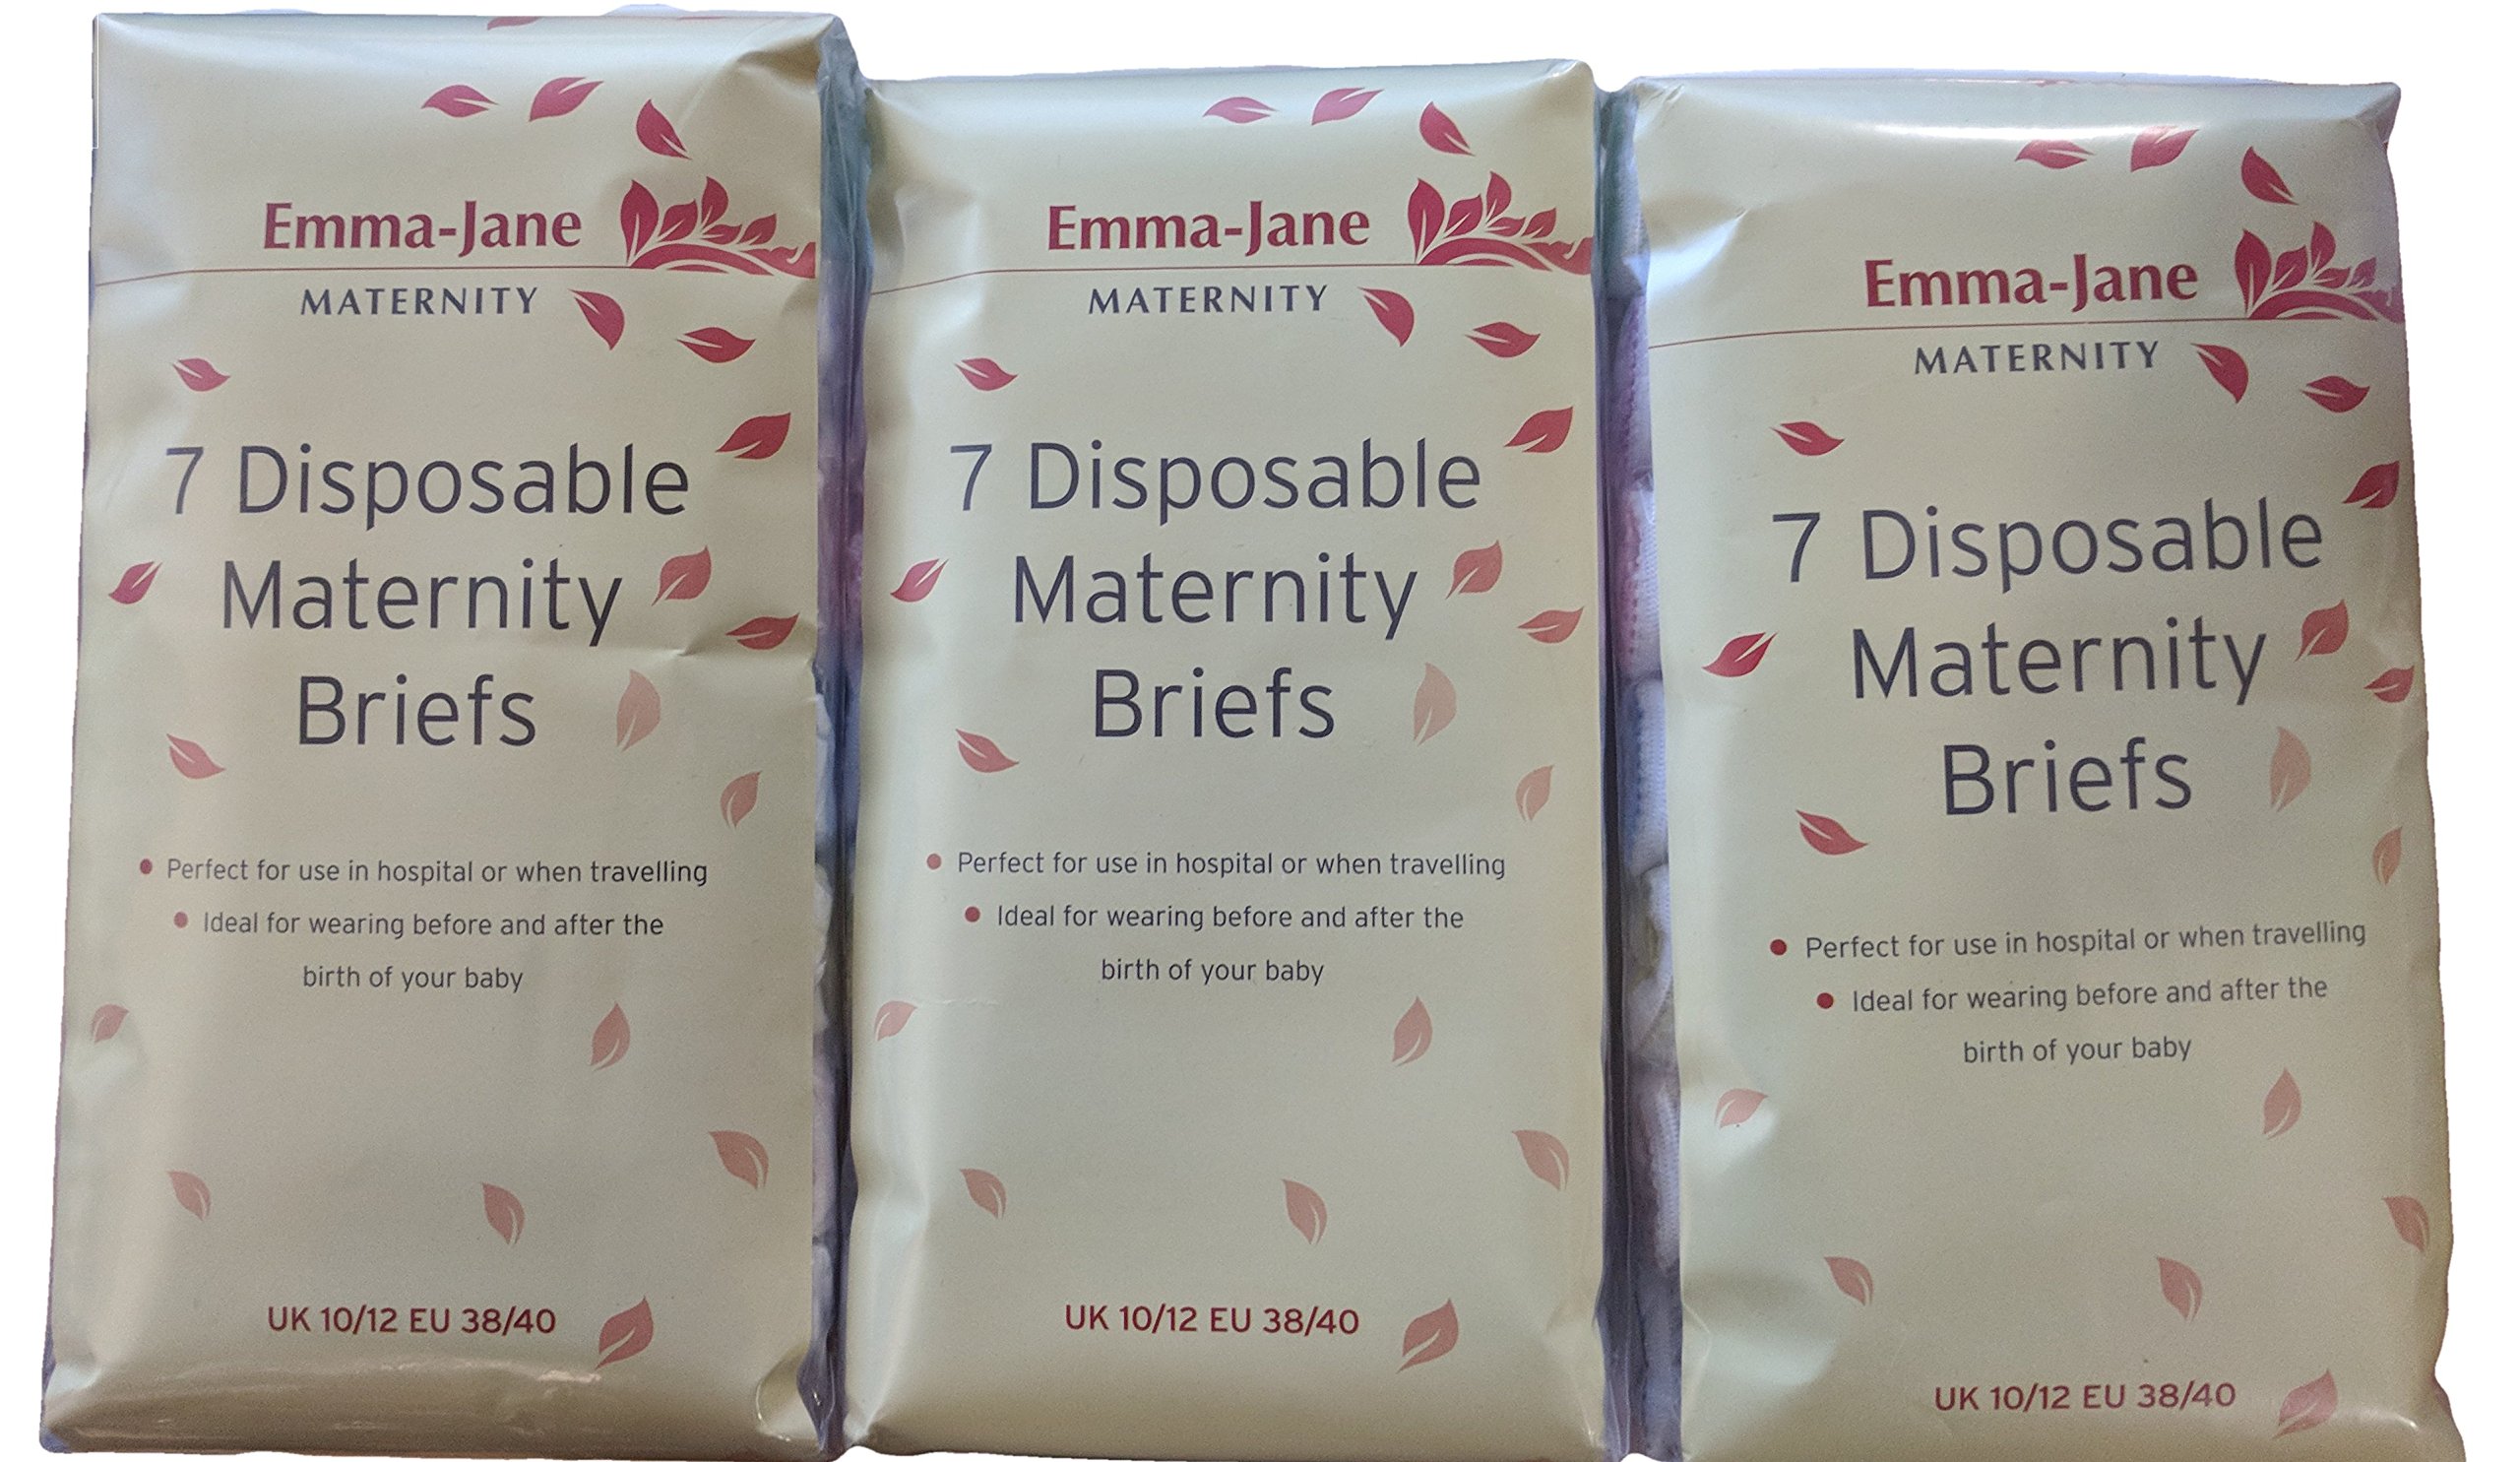 Emma-Jane
MATERNITY
7 Disposable
Maternity
Briefs
• Perfect for use in hospital or when travelling
• Ideal for wearing before and after the
birth of your baby
UK 10/12 EU 38/40
Emma-Jane
MATERNITY
7 Disposable
Maternity
Briefs
• Perfect for use in hospital or when travelling
• Ideal for wearing before and after the
birth of your baby
UK 10/12 EU 38/40
Emma-Jane
MATERNITY
7 Disposable
Maternity
Briefs
• Perfect for use in hospital or when travelling
• Ideal for wearing before and after the
birth of your baby
UK 10/12 EU 38/40